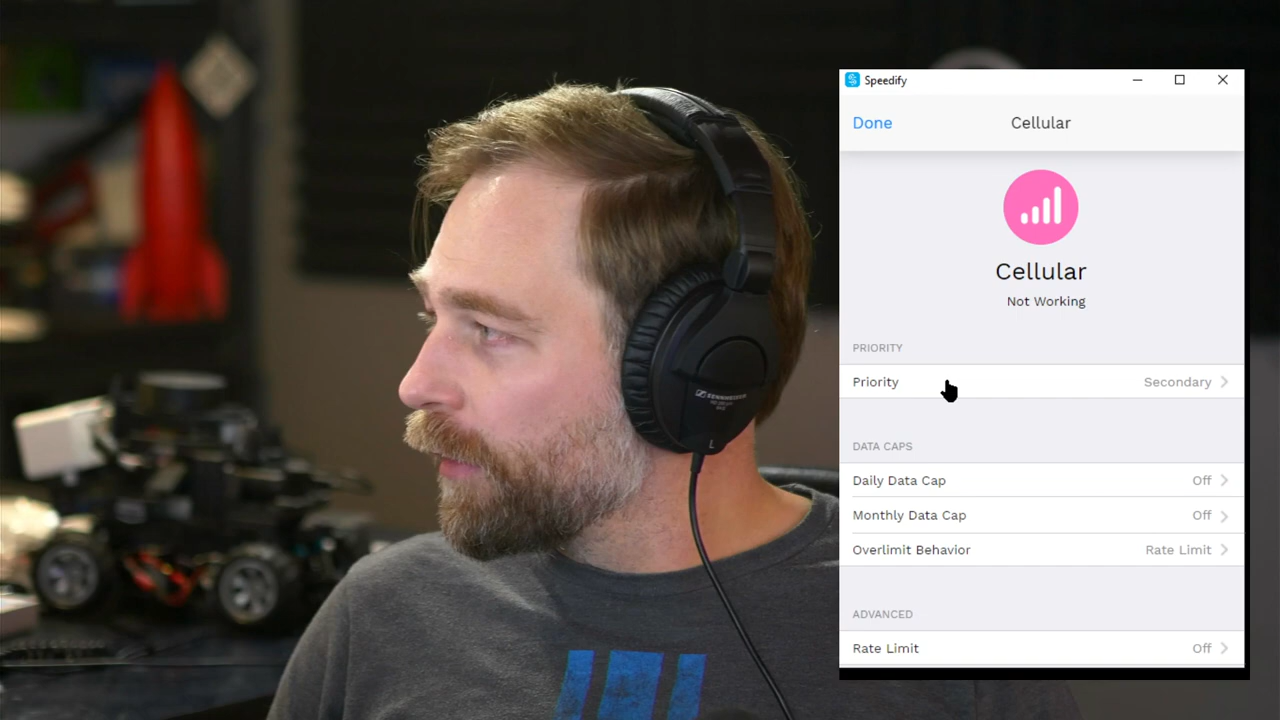 Speedify
Done
Cellular
Cellular
Not Working
PRIORITY
Priority
Secondary
DATA CAPS
Daily Data Cap
Off
Monthly Data Cap
Off
Overlimit Behavior
Rate Limit
ADVANCED
Rate Limit
Off
SENNHEISER
L